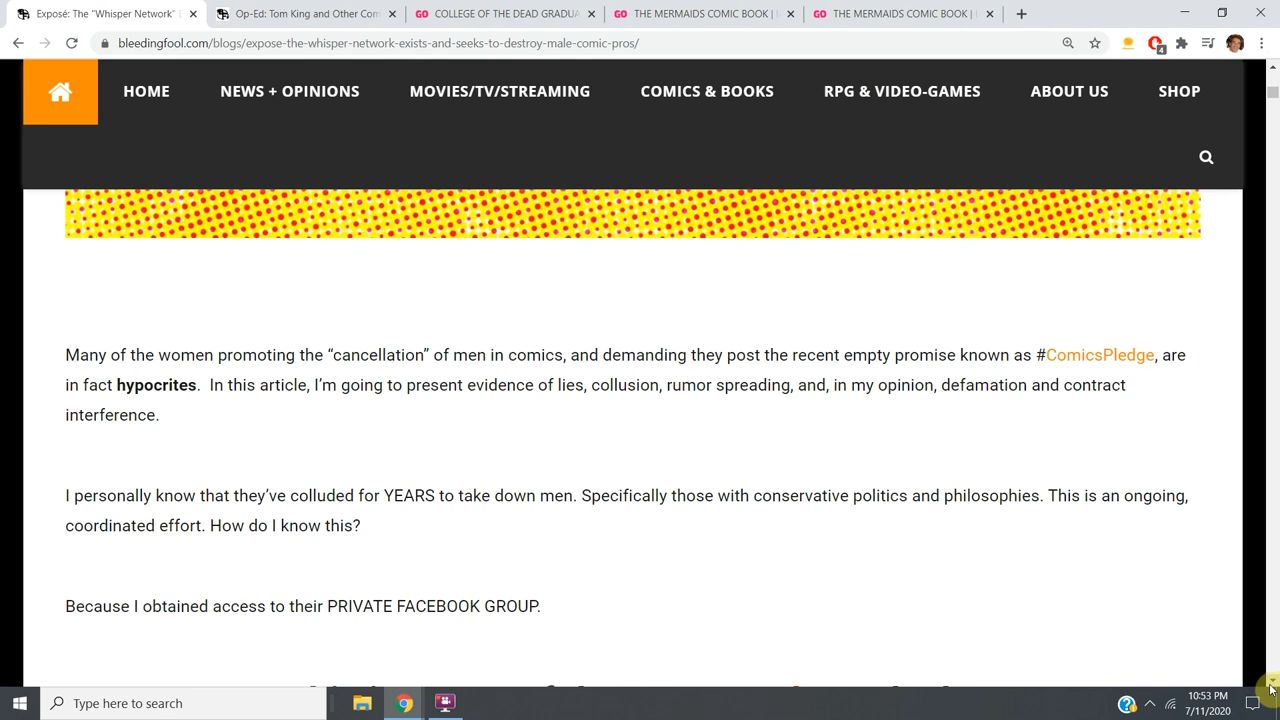 Exposé: The "Whisper Network"
Op-Ed: Tom King and Other Com
GO COLLEGE OF THE DEAD GRADUA
GO THE MERMAIDS COMIC BOOK |
GO THE MERMAIDS COMIC BOOK |
bleedingfool.com/blogs/expose-the-whisper-network-exists-and-seeks-to-destroy-male-comic-pros/
4
HOME NEWS + OPINIONS MOVIES/TV/STREAMING COMICS & BOOKS RPG & VIDEO-GAMES ABOUT US SHOP
Many of the women promoting the “cancellation” of men in comics, and demanding they post the recent empty promise known as #ComicsPledge, are
in fact hypocrites. In this article, I’m going to present evidence of lies, collusion, rumor spreading, and, in my opinion, defamation and contract
interference.
I personally know that they’ve colluded for YEARS to take down men. Specifically those with conservative politics and philosophies. This is an ongoing,
coordinated effort. How do I know this?
Because I obtained access to their PRIVATE FACEBOOK GROUP.
Type here to search
10:53 PM
7/11/2020